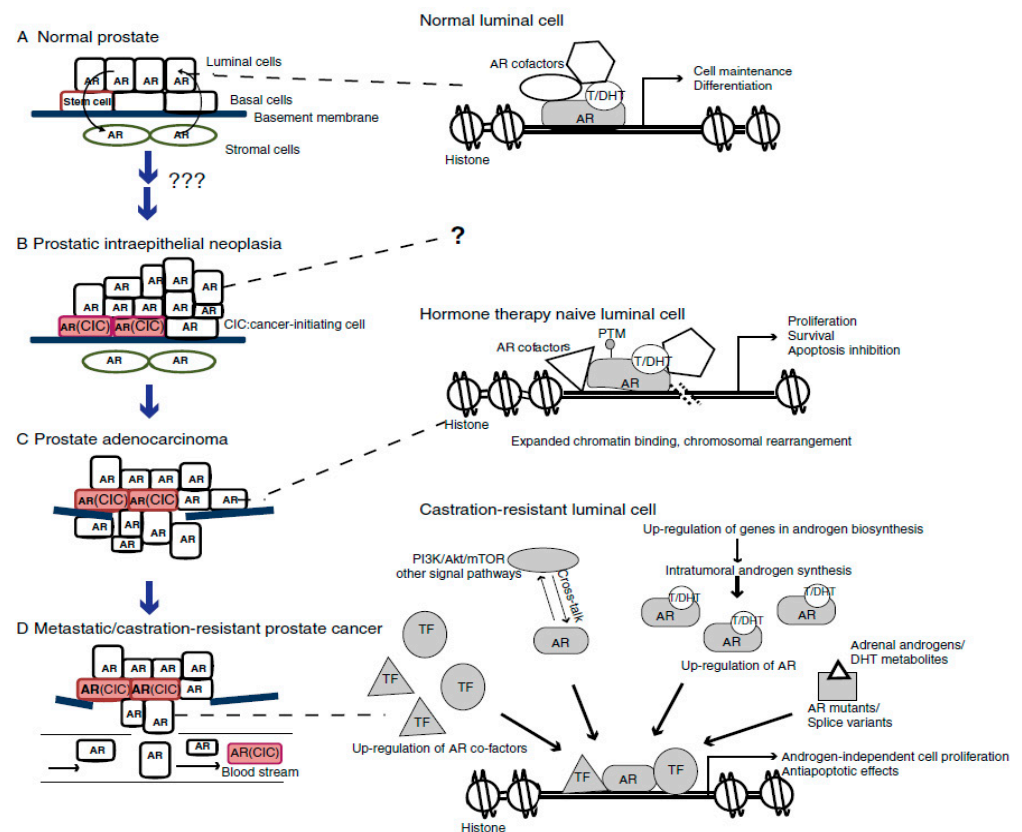 A Normal prostate
Luminal cells
AR AR AR AR
Stem cell
Basal cells
Basement membrane
AR AR
Stromal cells
???
Normal luminal cell
AR cofactors
T/DHT
AR
Cell maintenance
Differentiation
Histone
B Prostatic intraepithelial neoplasia
?
AR AR AR AR
AR AR AR AR AR
AR(CIC) AR(CIC) AR
CIC:cancer-initiating cell
AR AR
Hormone therapy naive luminal cell
PTM
AR cofactors
T/DHT
AR
Proliferation
Survival
Apoptosis inhibition
Histone
Expanded chromatin binding, chromosomal rearrangement
C Prostate adenocarcinoma
AR AR AR AR
AR(CIC) AR(CIC) AR AR
AR AR AR AR
AR
Castration-resistant luminal cell
PI3K/Akt/mTOR
other signal pathways
Cross-talk
AR
Up-regulation of genes in androgen biosynthesis
Intratumoral androgen synthesis
T/DHT T/DHT T/DHT
AR AR AR
Up-regulation of AR
Adrenal androgens/
DHT metabolites
AR mutants/
Splice variants
TF
TF TF
TF
Up-regulation of AR co-factors
TF AR TF
Androgen-independent cell proliferation
Antiapoptotic effects
Histone
D Metastatic/castration-resistant prostate cancer
AR AR AR AR
AR(CIC) AR(CIC) AR
AR AR
AR AR AR AR(CIC)
Blood stream